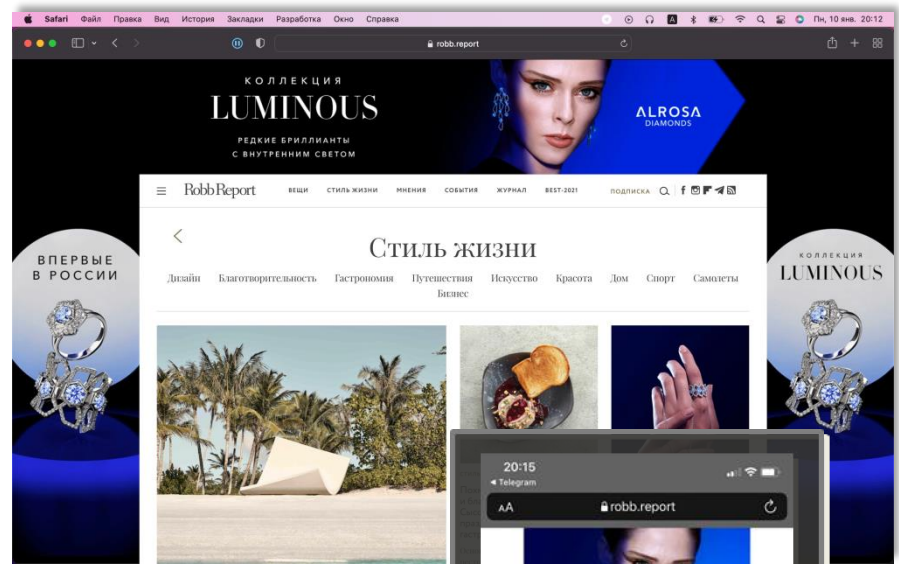 Safari Файл Правка Вид История Закладки Разработка Окно Справка
A
Пн, 10 янв. 20:12
robb.report
КОЛЛЕКЦИЯ
LUMINOUS
РЕДКИЕ БРИЛЛИАНТЫ
С ВНУТРЕННИМ СВЕТОМ
ALROSA
DIAMONDS
RobbReport ВЕЩИ СТИЛЬ ЖИЗНИ МНЕНИЯ СОБЫТИЯ ЖУРНАЛ BEST-2021 ПОДПИСКА
Стиль жизни
Дизайн Благотворительность Гастрономия Путешествия Искусство Красота Дом Спорт Самолеты
Бизнес
ВПЕРВЫЕ
В РОССИИ
КОЛЛЕКЦИЯ
LUMINOUS
20:15
Telegram
AA robb.report